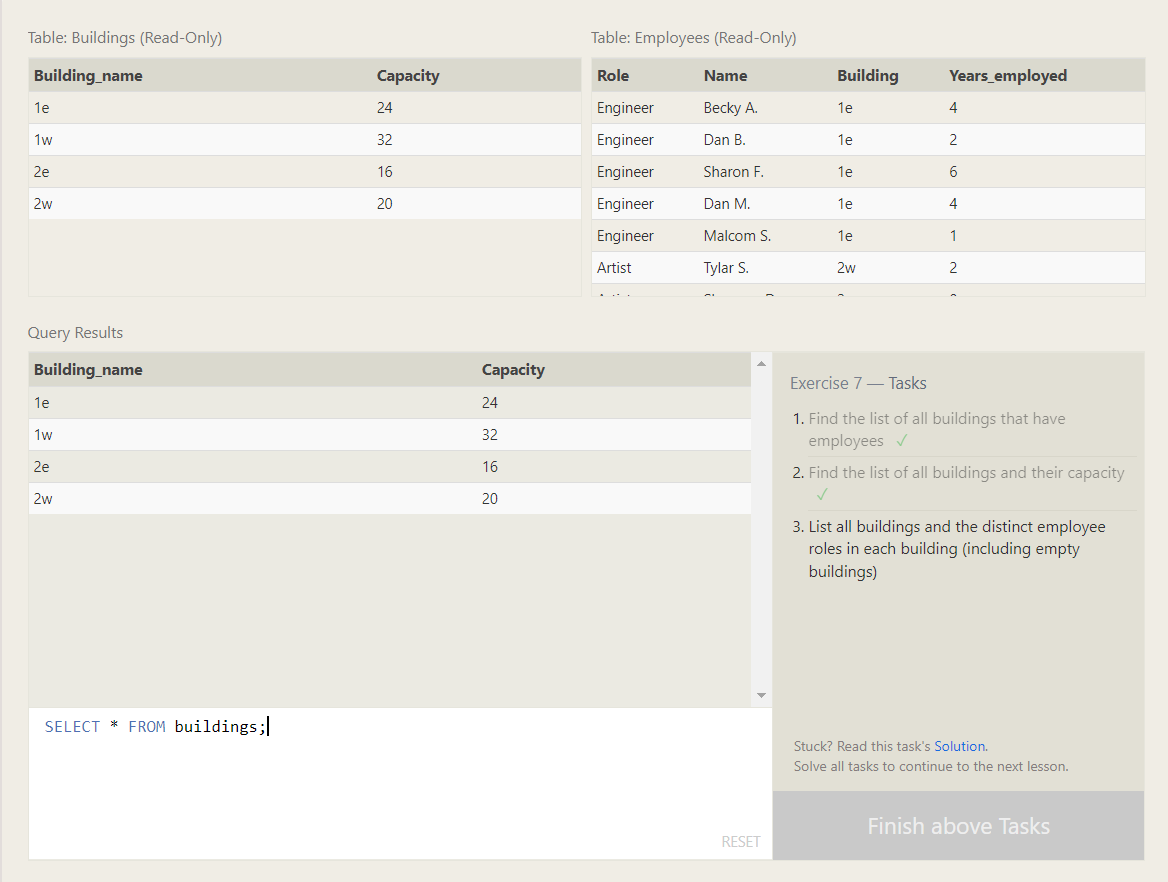 Table: Buildings (Read-Only)
Building_name Capacity
1e 24
1w 32
2e 16
2w 20
Table: Employees (Read-Only)
Role Name Building Years_employed
Engineer Becky A. 1e 4
Engineer Dan B. 1e 2
Engineer Sharon F. 1e 6
Engineer Dan M. 1e 4
Engineer Malcom S. 1e 1
Artist Tylar S. 2w 2
Query Results
Building_name Capacity
1e 24
1w 32
2e 16
2w 20
SELECT * FROM buildings;
RESET
Exercise 7 — Tasks
1. Find the list of all buildings that have
employees ✓
2. Find the list of all buildings and their capacity
✓
3. List all buildings and the distinct employee
roles in each building (including empty
buildings)
Stuck? Read this task's Solution.
Solve all tasks to continue to the next lesson.
Finish above Tasks